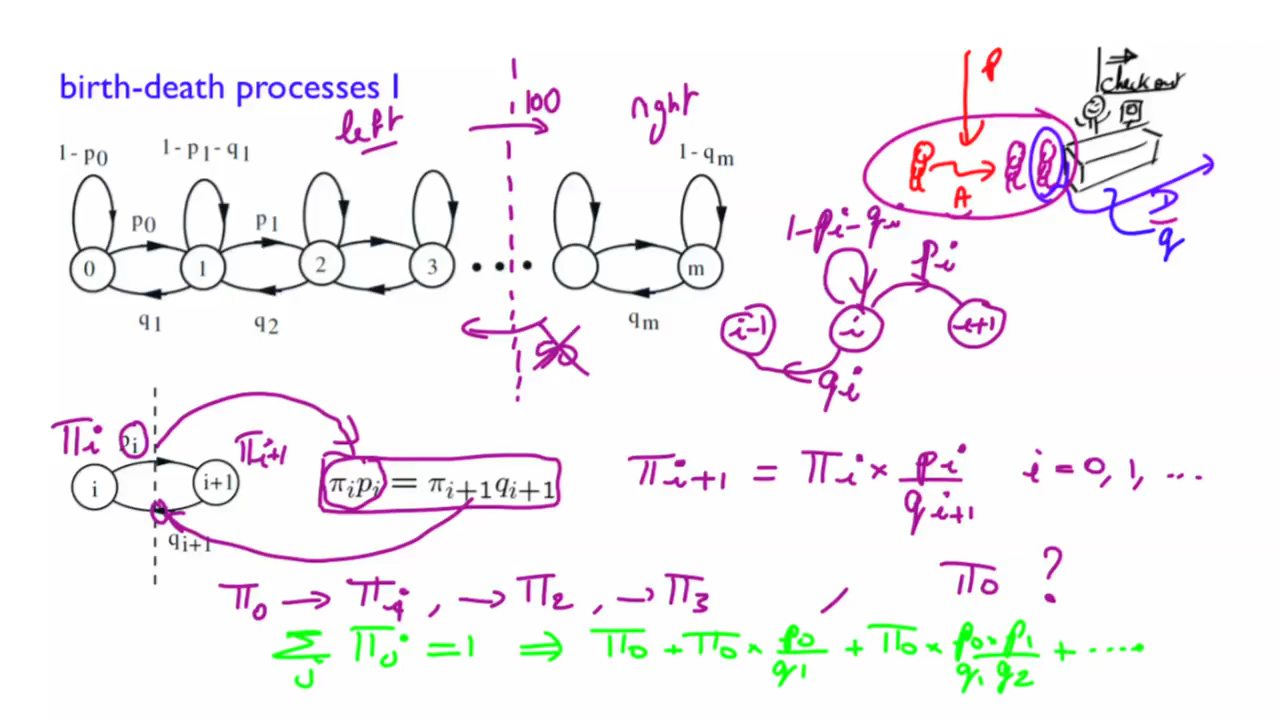 birth-death processes I
left
100
right
P
checkout
A
D
q
1-p0
1-p1-q1
1-qm
p0
p1
0
1
2
3
m
q1
q2
qm
1-pi-qi
pi
i-1
i
i+1
qi
πi
pi
πi+1
i
i+1
qi+1
πipi = πi+1qi+1
πi+1 = πi × pi/qi+1 i = 0, 1, ...
π0 → π1, → π2, → π3 , π0 ?
∑j πj = 1 ⇒ π0 + π0 × p0/q1 + π0 × p0×p1/q1 q2 + ....